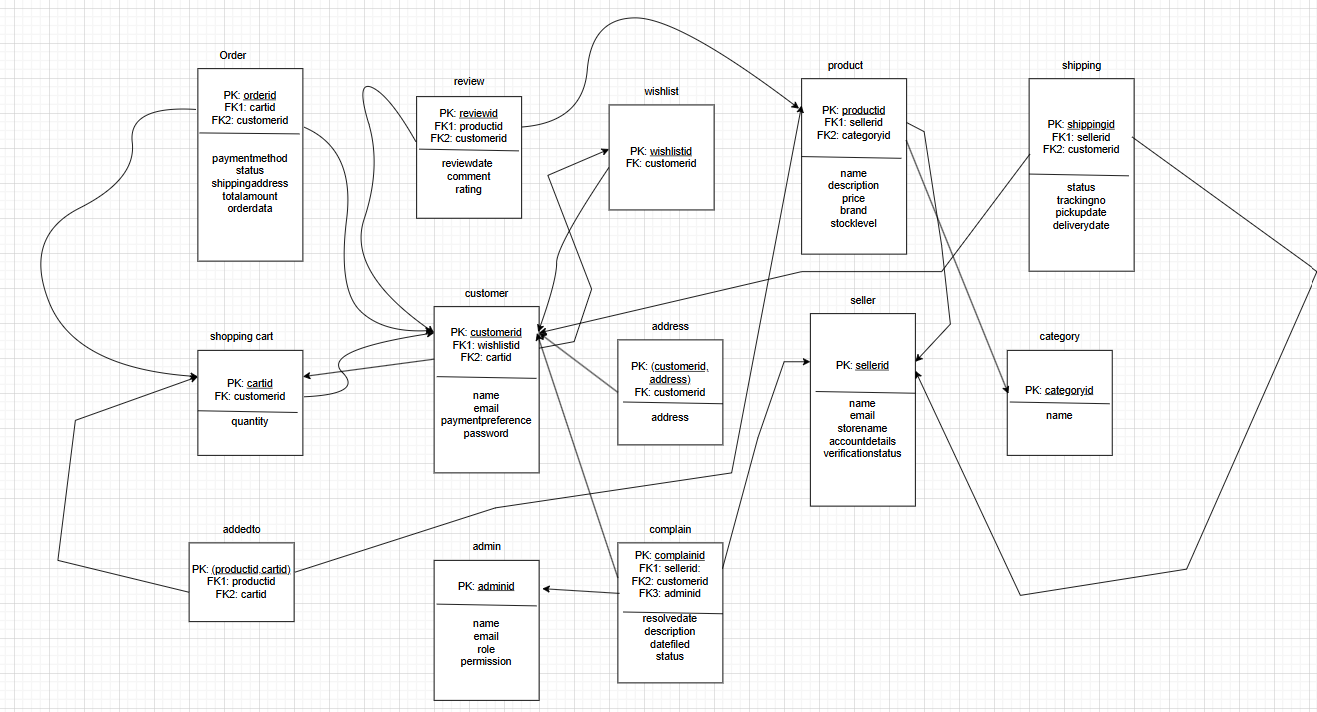 Order
PK: orderid
FK1: cartid
FK2: customerid
paymentmethod
status
shippingaddress
totalamount
orderdata
review
PK: reviewid
FK1: productid
FK2: customerid
reviewdate
comment
rating
wishlist
PK: wishlistid
FK: customerid
product
PK: productid
FK1: sellerid
FK2: categoryid
name
description
price
brand
stocklevel
shipping
PK: shippingid
FK1: sellerid
FK2: customerid
status
trackingno
pickupdate
deliverydate
shopping cart
PK: cartid
FK: customerid
quantity
customer
PK: customerid
FK1: wishlistid
FK2: cartid
name
email
paymentpreference
password
address
PK: (customerid,
address)
FK: customerid
address
seller
PK: sellerid
name
email
storename
accountdetails
verificationstatus
category
PK: categoryid
name
addedto
PK: (productid,cartid)
FK1: productid
FK2: cartid
admin
PK: adminid
name
email
role
permission
complain
PK: complainid
FK1: sellerid:
FK2: customerid
FK3: adminid
resolvedate
description
datefiled
status